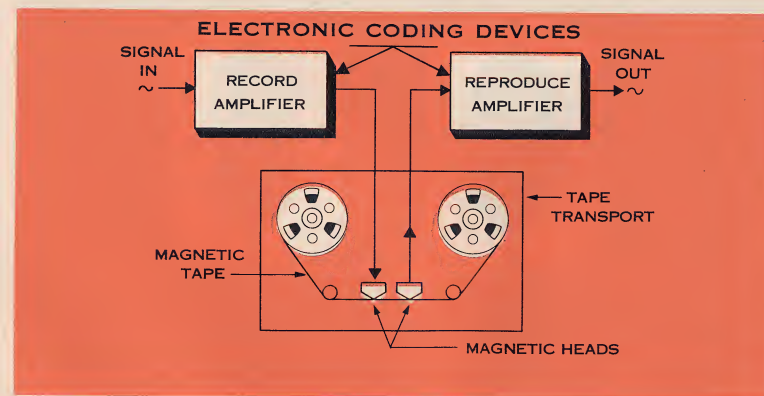 ELECTRONIC CODING DEVICES
SIGNAL
IN
~
RECORD
AMPLIFIER
REPRODUCE
AMPLIFIER
SIGNAL
OUT
~
TAPE
TRANSPORT
MAGNETIC
TAPE
MAGNETIC HEADS